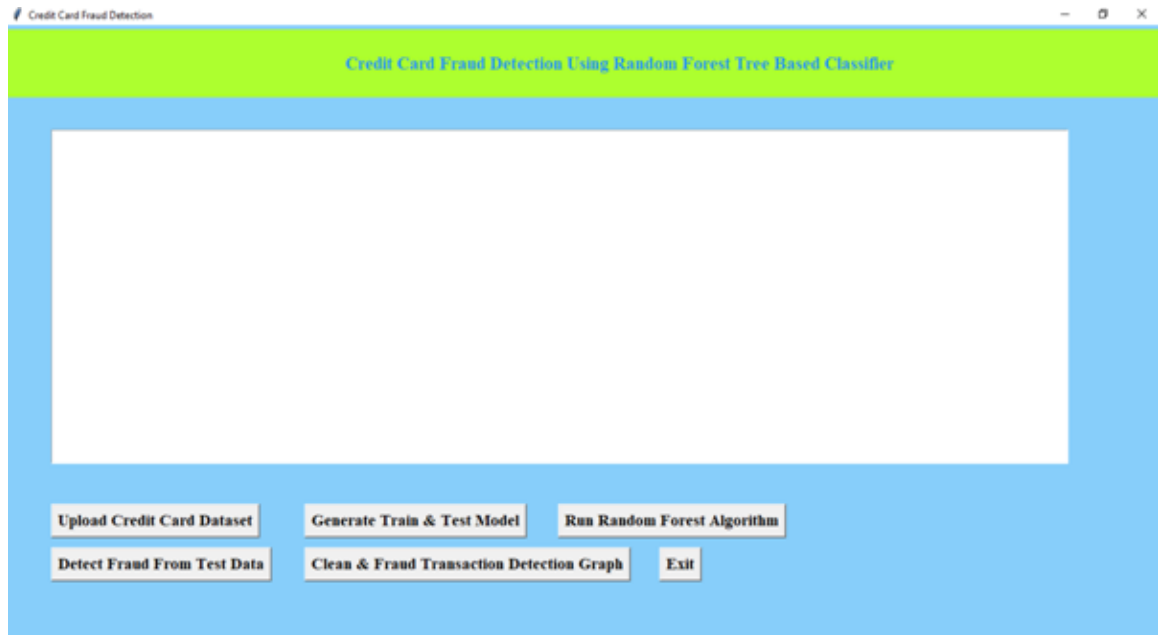 Credit Card Fraud Detection
Credit Card Fraud Detection Using Random Forest Tree Based Classifier
Upload Credit Card Dataset
Generate Train & Test Model
Run Random Forest Algorithm
Detect Fraud From Test Data
Clean & Fraud Transaction Detection Graph
Exit